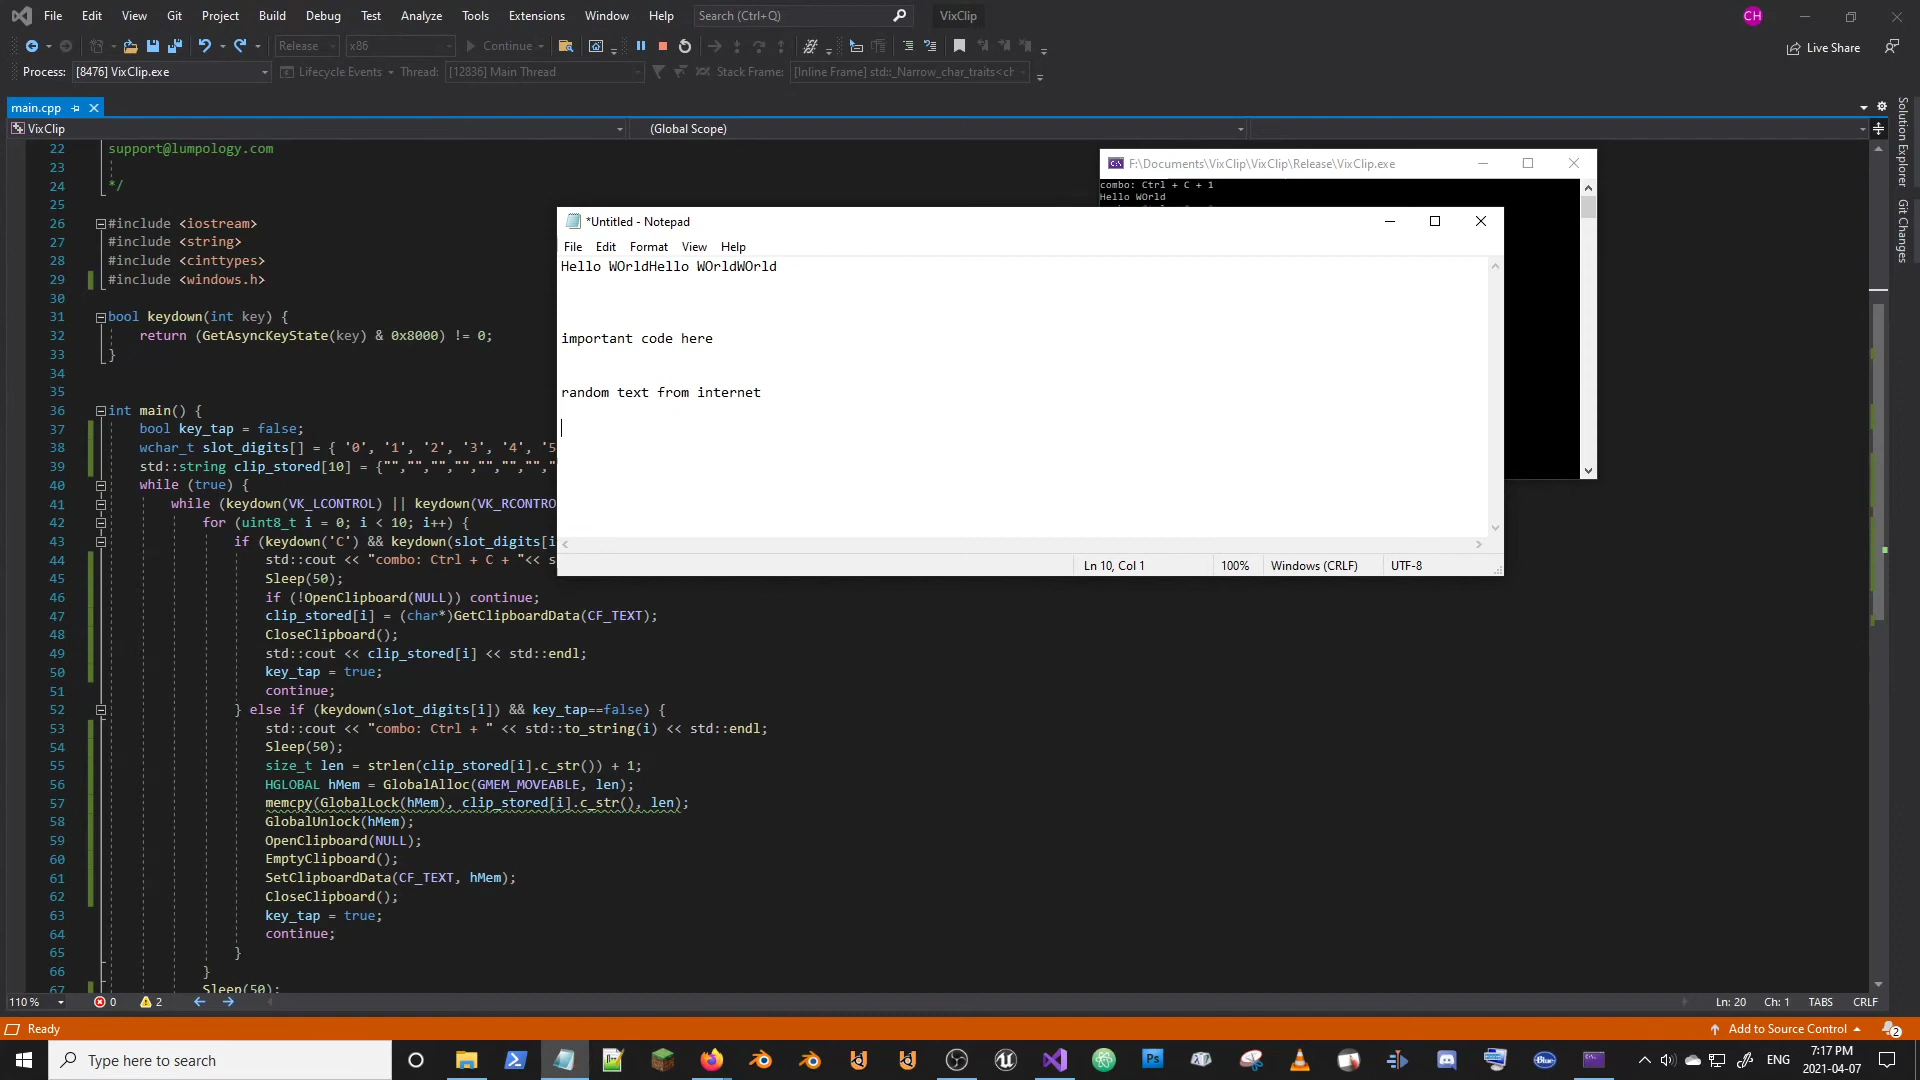 File Edit View Git Project Build Debug Test Analyze Tools Extensions Window Help Search (Ctrl+Q) VixClip CH
Release x86 Continue Live Share
Process: [8476] VixClip.exe Lifecycle Events Thread: [12836] Main Thread Stack Frame: [Inline Frame] std::_Narrow_char_traits<ch
main.cpp
VixClip (Global Scope)
Solution Explorer
Git Changes
22 support@lumpology.com
23
24 */
25
26 #include <iostream>
27 #include <string>
28 #include <cinttypes>
29 #include <windows.h>
30
31 bool keydown(int key) {
32 return (GetAsyncKeyState(key) & 0x8000) != 0;
33 }
34
35
36 int main() {
37 bool key_tap = false;
38 wchar_t slot_digits[] = { '0', '1', '2', '3', '4', '5
39 std::string clip_stored[10] = {"","","","","","","","
40 while (true) {
41 while (keydown(VK_LCONTROL) || keydown(VK_RCONTRO
42 for (uint8_t i = 0; i < 10; i++) {
43 if (keydown('C') && keydown(slot_digits[i
44 std::cout << "combo: Ctrl + C + "<< s
45 Sleep(50);
46 if (!OpenClipboard(NULL)) continue;
47 clip_stored[i] = (char*)GetClipboardData(CF_TEXT);
48 CloseClipboard();
49 std::cout << clip_stored[i] << std::endl;
50 key_tap = true;
51 continue;
52 } else if (keydown(slot_digits[i]) && key_tap==false) {
53 std::cout << "combo: Ctrl + " << std::to_string(i) << std::endl;
54 Sleep(50);
55 size_t len = strlen(clip_stored[i].c_str()) + 1;
56 HGLOBAL hMem = GlobalAlloc(GMEM_MOVEABLE, len);
57 memcpy(GlobalLock(hMem), clip_stored[i].c_str(), len);
58 GlobalUnlock(hMem);
59 OpenClipboard(NULL);
60 EmptyClipboard();
61 SetClipboardData(CF_TEXT, hMem);
62 CloseClipboard();
63 key_tap = true;
64 continue;
65 }
66 }
67 Sleep(50);
F:\Documents\VixClip\VixClip\Release\VixClip.exe
combo: Ctrl + C + 1
Hello WOrld
*Untitled - Notepad
File Edit Format View Help
Hello WOrldHello WOrldWOrld
important code here
random text from internet
Ln 10, Col 1 100% Windows (CRLF) UTF-8
110 % 0 2 Ln: 20 Ch: 1 TABS CRLF
Ready Add to Source Control 2
Type here to search Ps ENG 7:17 PM
2021-04-07